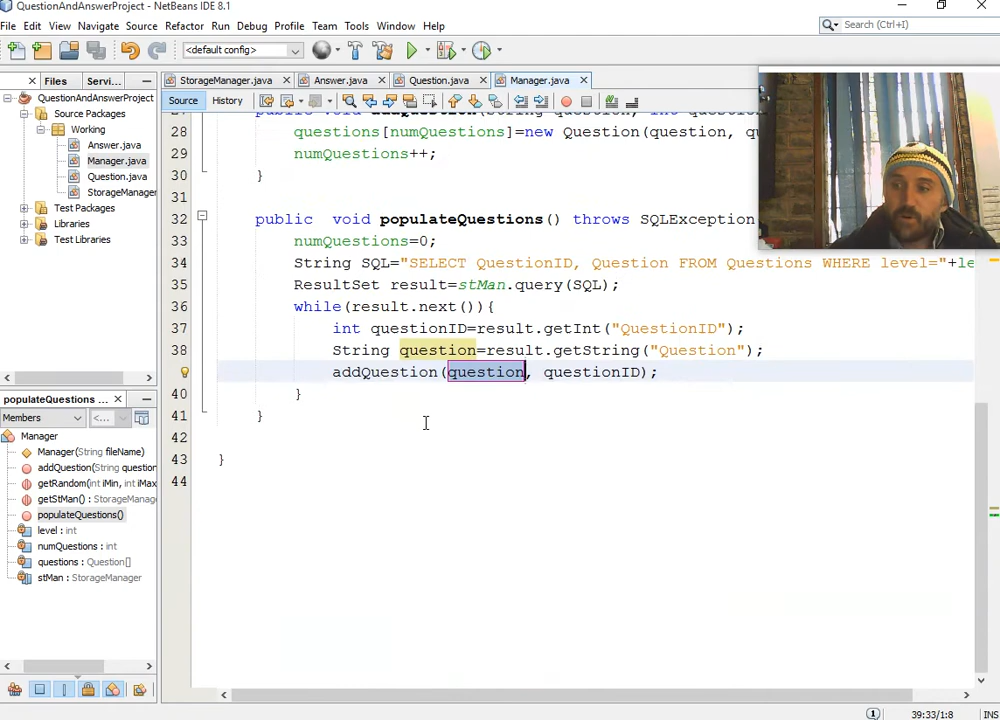 QuestionAndAnswerProject - NetBeans IDE 8.1
File Edit View Navigate Source Refactor Run Debug Profile Team Tools Window Help
<default config>
Search (Ctrl+I)
Files Servi...
StorageManager.java Answer.java Question.java Manager.java
QuestionAndAnswerProject
Source Packages
Working
Answer.java
Manager.java
Question.java
StorageManager
Test Packages
Libraries
Test Libraries
Source History
28 questions[numQuestions]=new Question(question, qu
29 numQuestions++;
30 }
31
32 public void populateQuestions() throws SQLException
33 numQuestions=0;
34 String SQL="SELECT QuestionID, Question FROM Questions WHERE level="+le
35 ResultSet result=stMan.query(SQL);
36 while(result.next()){
37 int questionID=result.getInt("QuestionID");
38 String question=result.getString("Question");
addQuestion(question, questionID);
40 }
41 }
42
43 }
44
populateQuestions ...
Members <...
Manager
Manager(String fileName)
addQuestion(String question
getRandom(int iMin, int iMax
getStMan() : StorageManag
populateQuestions()
level : int
numQuestions : int
questions : Question[]
stMan : StorageManager
1 39:33/1:8 INS